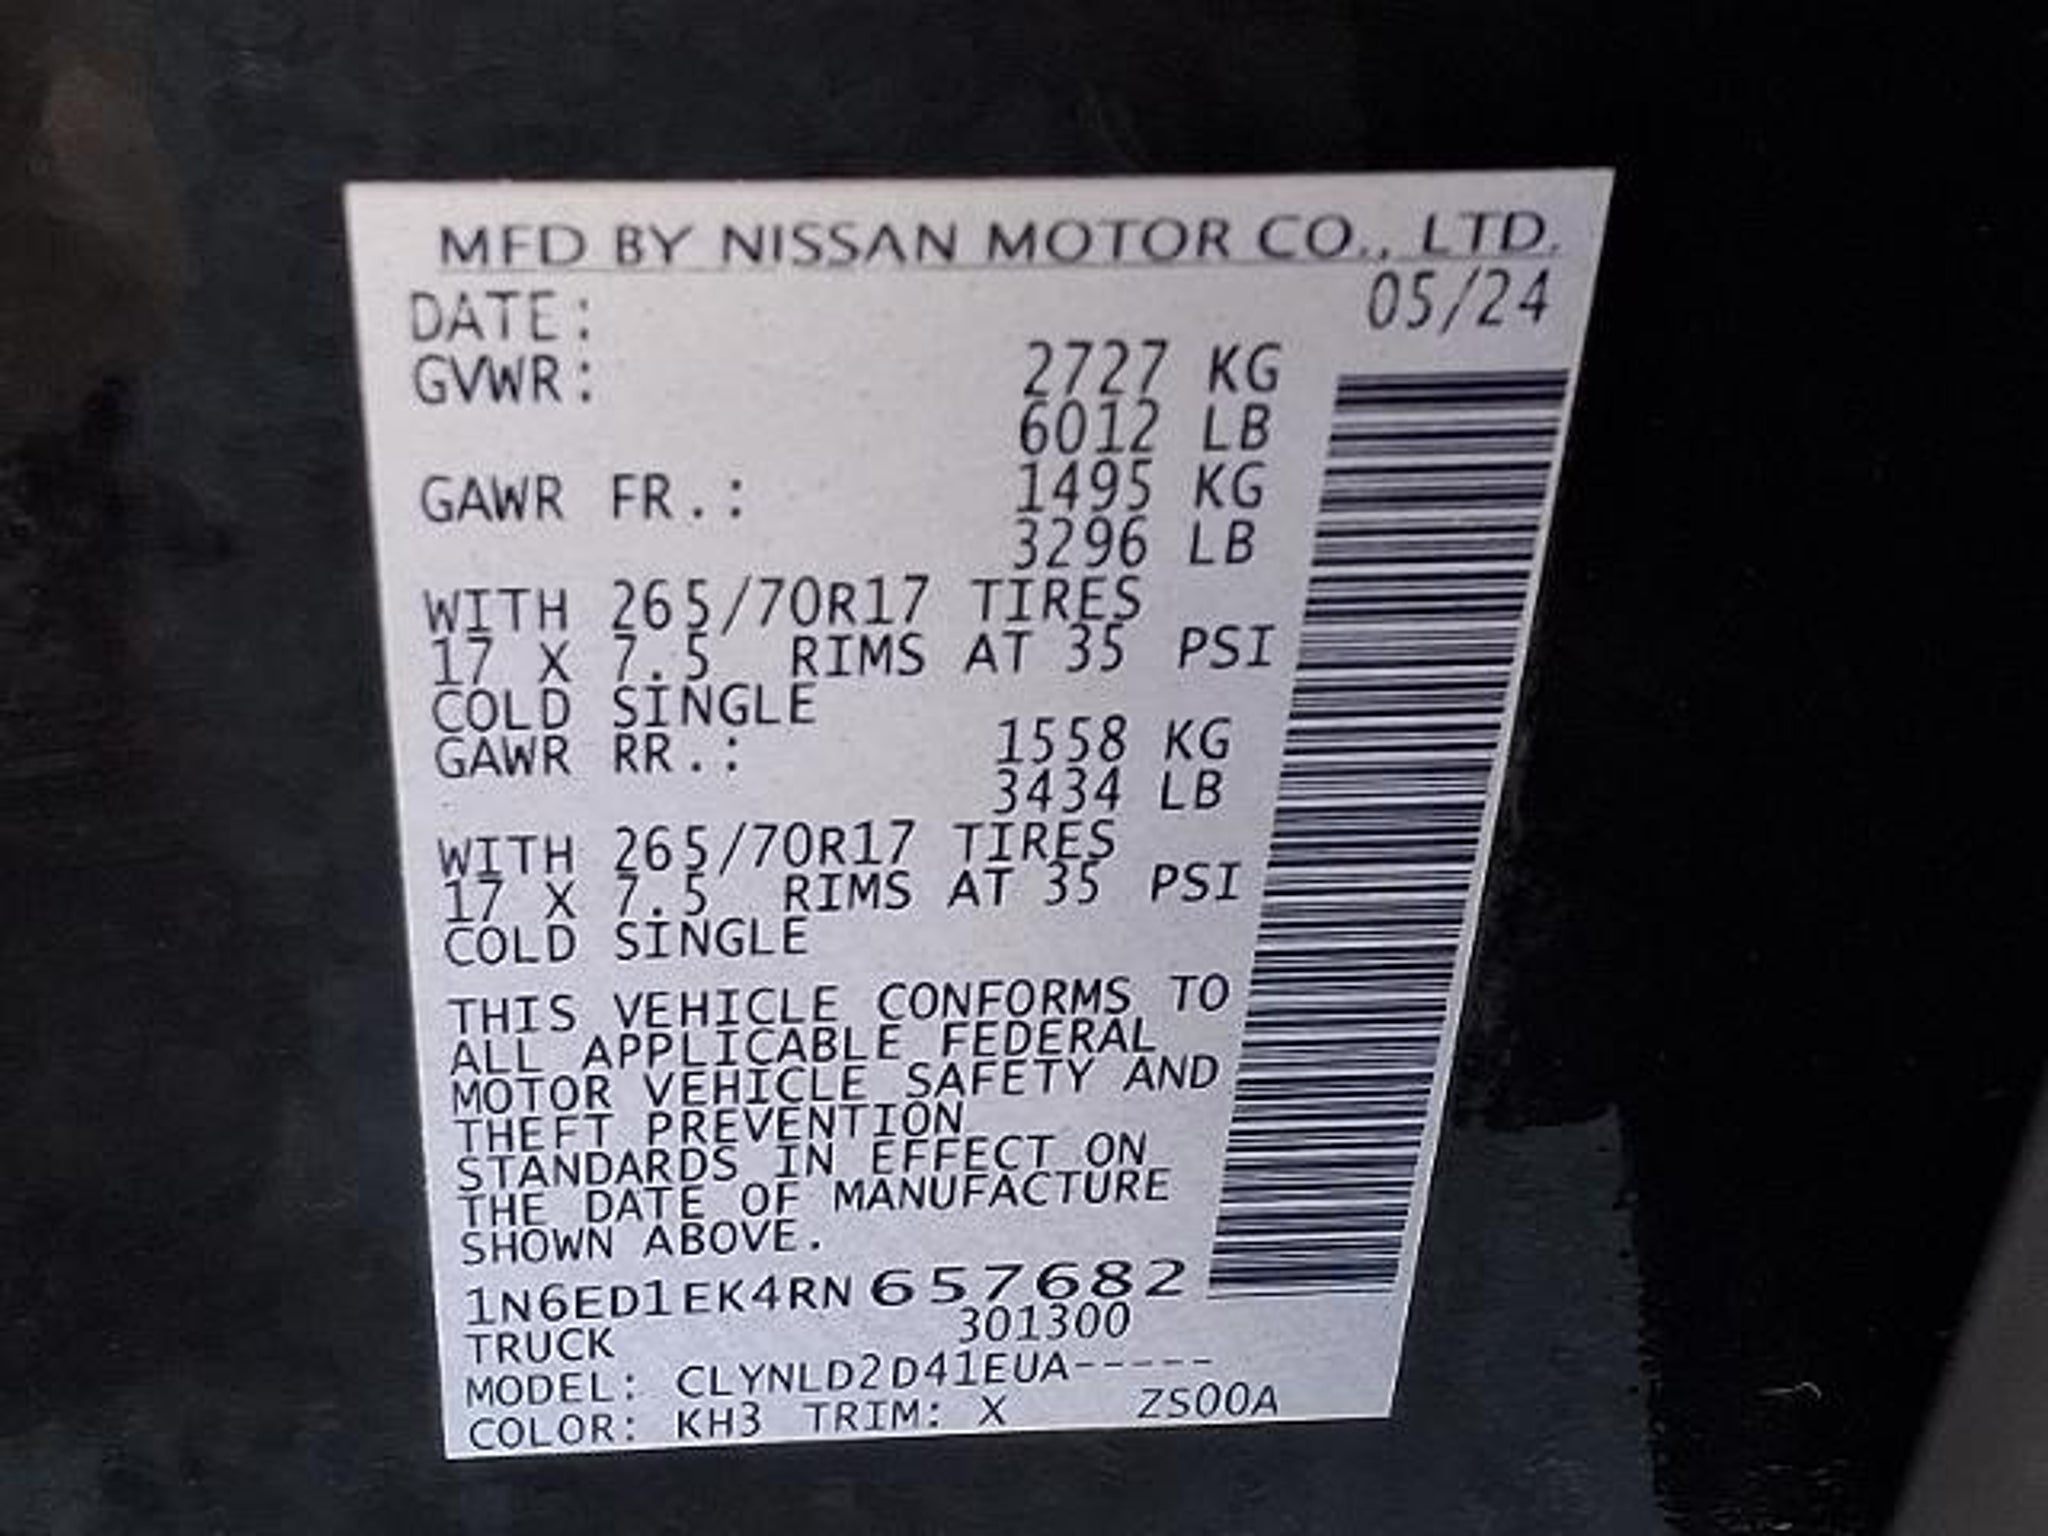 MFD BY NISSAN MOTOR CO., LTD.
DATE: 05/24
GVWR: 2727 KG
6012 LB
GAWR FR.: 1495 KG
3296 LB
WITH 265/70R17 TIRES
17 X 7.5 RIMS AT 35 PSI
COLD SINGLE
GAWR RR.: 1558 KG
3434 LB
WITH 265/70R17 TIRES
17 X 7.5 RIMS AT 35 PSI
COLD SINGLE
THIS VEHICLE CONFORMS TO
ALL APPLICABLE FEDERAL
MOTOR VEHICLE SAFETY AND
THEFT PREVENTION
STANDARDS IN EFFECT ON
THE DATE OF MANUFACTURE
SHOWN ABOVE.
1N6ED1EK4RN657682
TRUCK 301300
MODEL: CLYNLD2D41EUA-----
COLOR: KH3 TRIM: X ZS00A